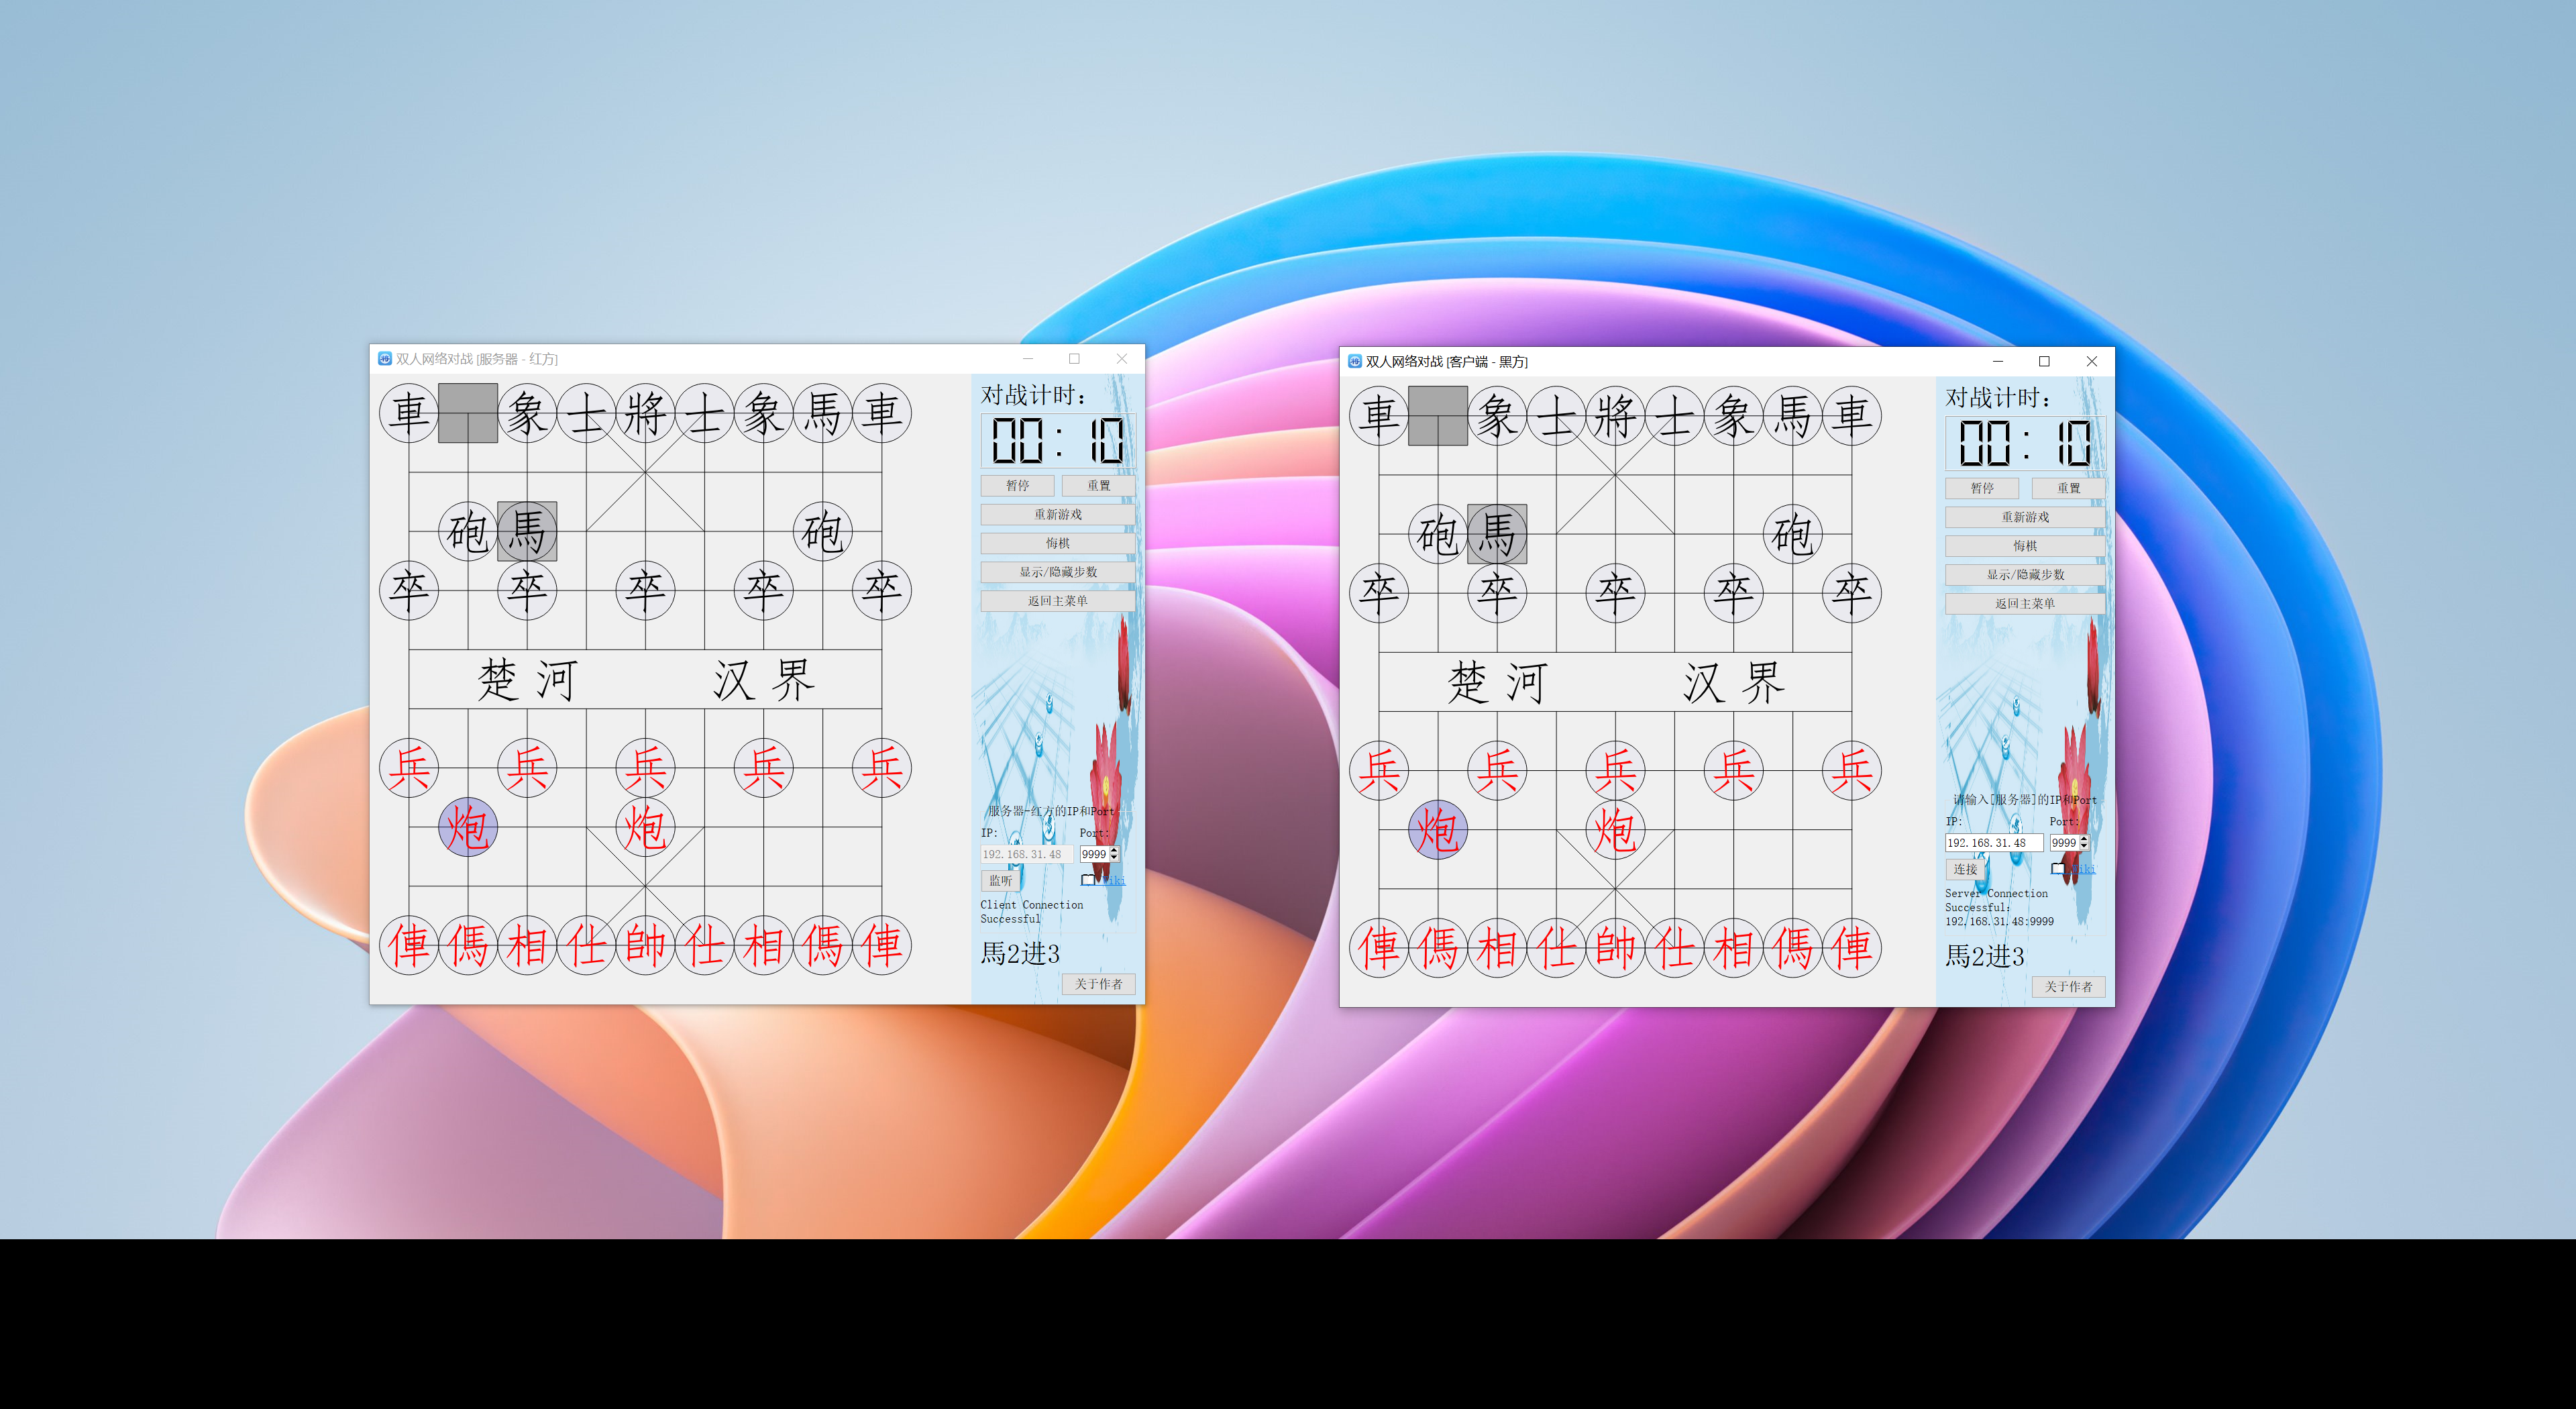 双人网络对战 [服务器 - 红方]
車 象 士 將 士 象 馬 車
砲 馬 砲
卒 卒 卒 卒 卒
楚河 汉界
兵 兵 兵 兵 兵
炮 炮
俥 傌 相 仕 帥 仕 相 傌 俥
对战计时：
00:10
暂停 重置
重新游戏
悔棋
显示/隐藏步数
返回主菜单
服务器-红方的IP和Port
IP: Port:
192.168.31.48 9999
监听 Wiki
Client Connection
Successful
馬2进3
关于作者
双人网络对战 [客户端 - 黑方]
車 象 士 將 士 象 馬 車
砲 馬 砲
卒 卒 卒 卒 卒
楚河 汉界
兵 兵 兵 兵 兵
炮 炮
俥 傌 相 仕 帥 仕 相 傌 俥
对战计时：
00:10
暂停 重置
重新游戏
悔棋
显示/隐藏步数
返回主菜单
请输入[服务器]的IP和Port
IP: Port:
192.168.31.48 9999
连接 Wiki
Server Connection
Successful:
192.168.31.48:9999
馬2进3
关于作者